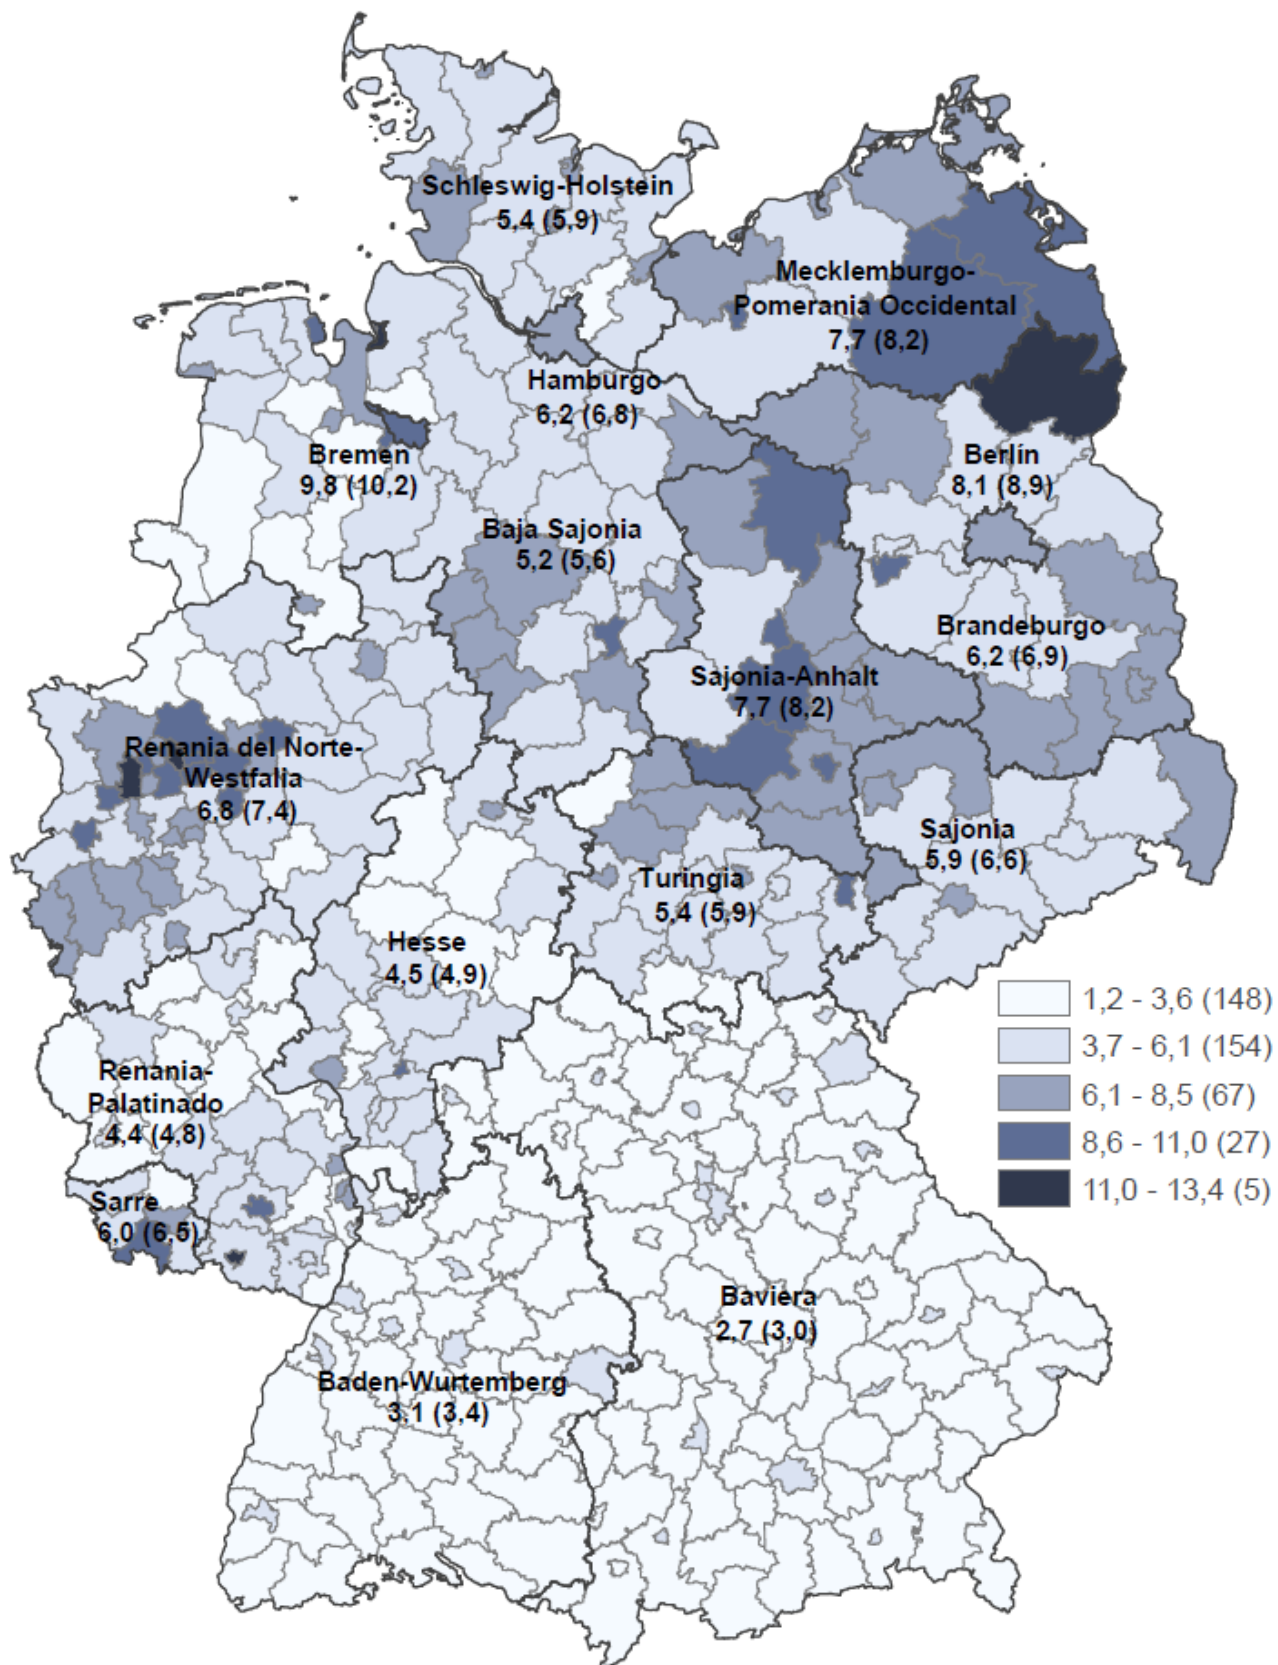 Schleswig-Holstein
5,4 (5,9)
Mecklemburgo-
Pomerania Occidental
7,7 (8,2)
Hamburgo
6,2 (6,8)
Bremen
9,8 (10,2)
Berlín
8,1 (8,9)
Baja Sajonia
5,2 (5,6)
Brandeburgo
6,2 (6,9)
Sajonia-Anhalt
7,7 (8,2)
Renania del Norte-
Westfalia
6,8 (7,4)
Sajonia
5,9 (6,6)
Turingia
5,4 (5,9)
Hesse
4,5 (4,9)
1,2 - 3,6 (148)
3,7 - 6,1 (154)
6,1 - 8,5 (67)
8,6 - 11,0 (27)
11,0 - 13,4 (5)
Renania-
Palatinado
4,4 (4,8)
Sarre
6,0 (6,5)
Baviera
2,7 (3,0)
Baden-Wurtemberg
3,1 (3,4)